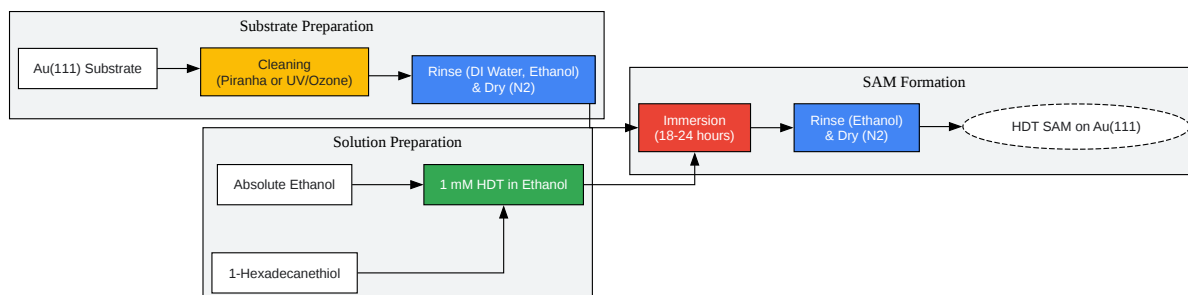 Substrate Preparation
Au(111) Substrate
Cleaning
(Piranha or UV/Ozone)
Rinse (DI Water, Ethanol)
& Dry (N2)
Solution Preparation
Absolute Ethanol
1 mM HDT in Ethanol
1-Hexadecanethiol
SAM Formation
Immersion
(18-24 hours)
Rinse (Ethanol)
& Dry (N2)
HDT SAM on Au(111)